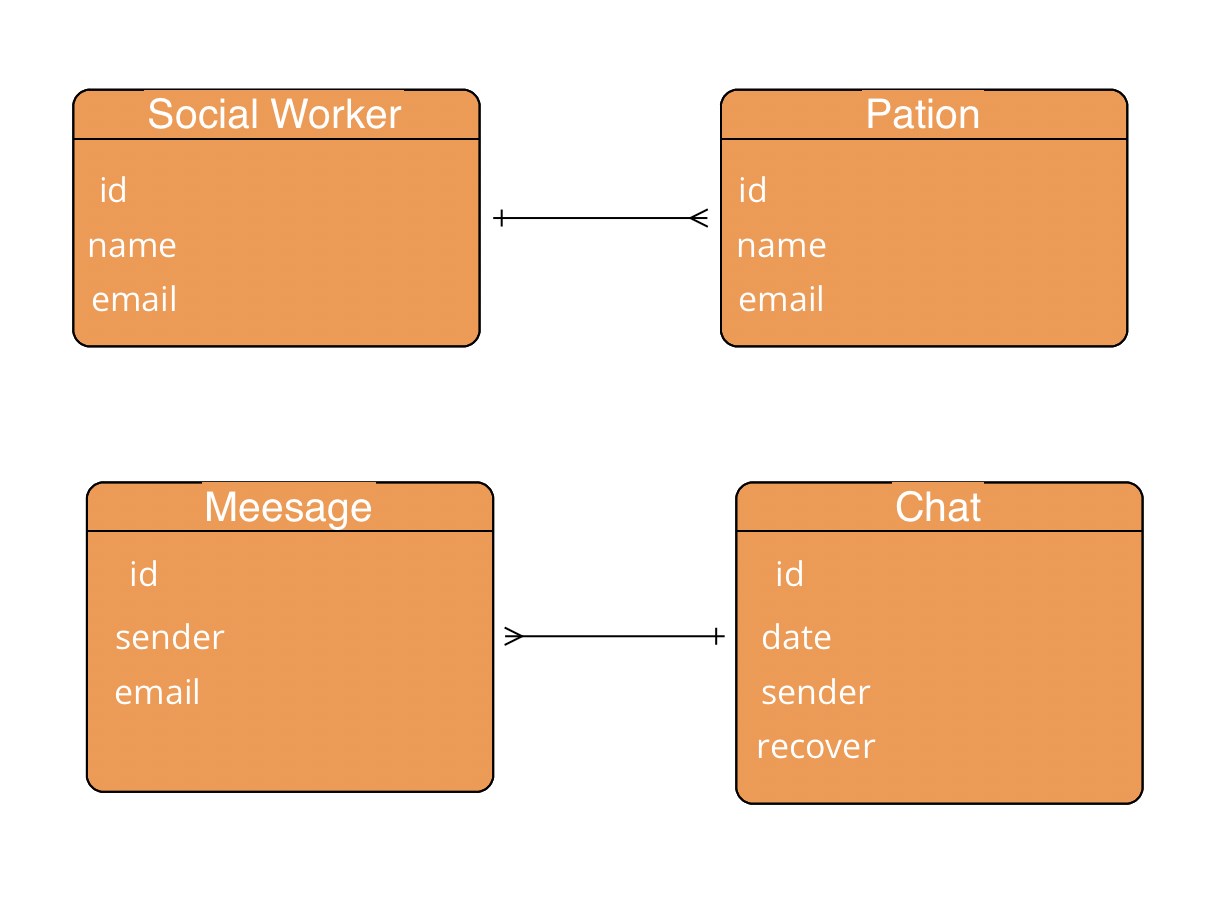 Social Worker
id
name
email
Pation
id
name
email
Meesage
id
sender
email
Chat
id
date
sender
recover